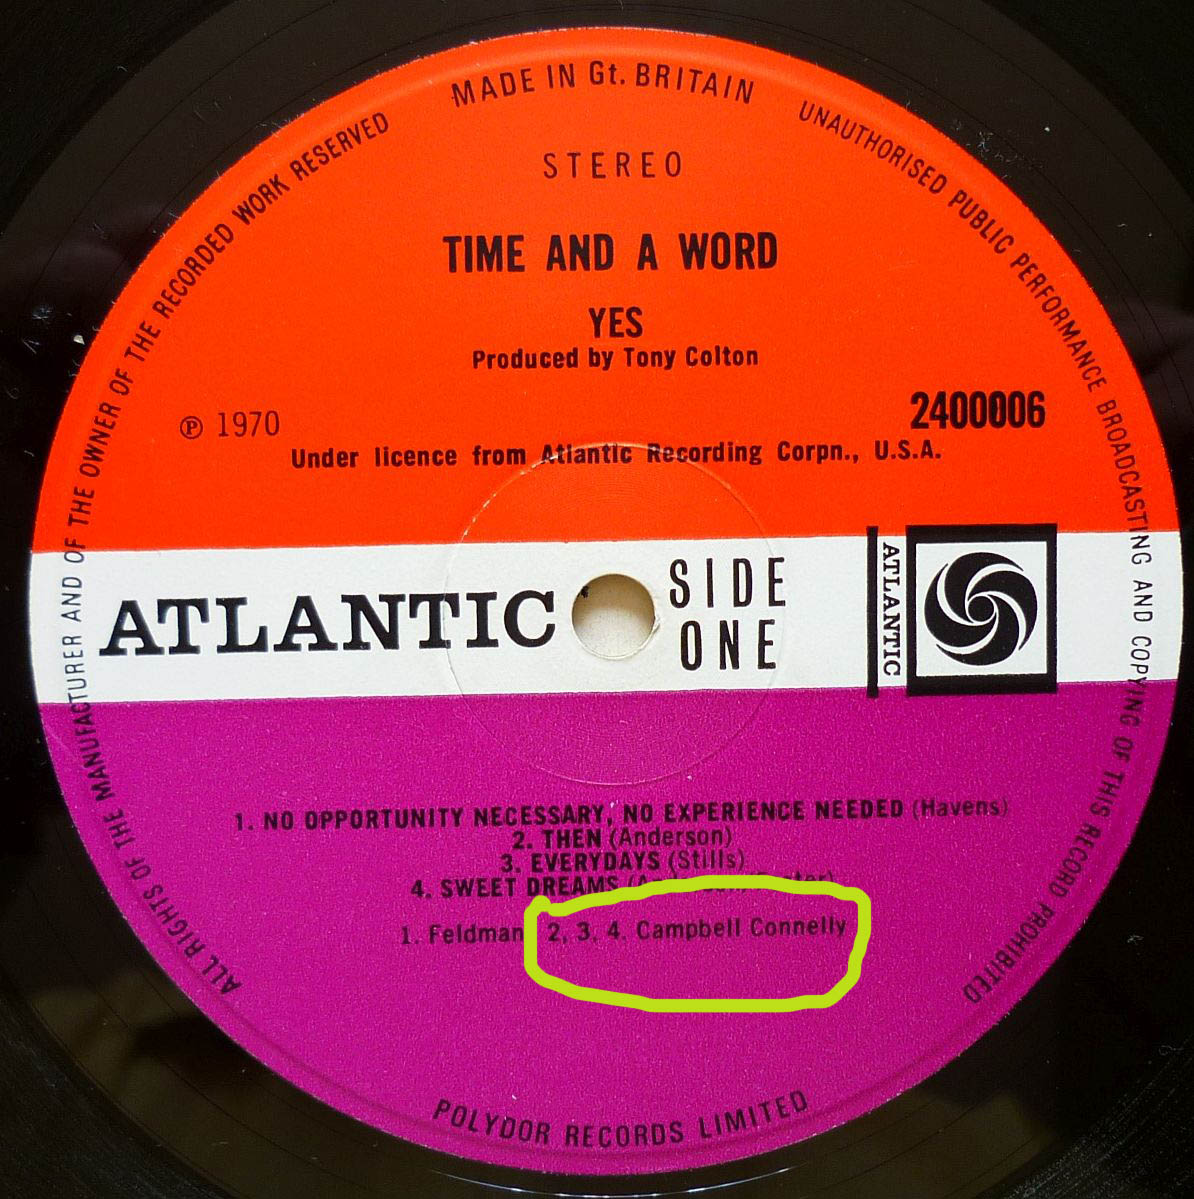 MADE IN Gt. BRITAIN
UNAUTHORISED PUBLIC PERFORMANCE BROADCASTING AND COPYING OF THIS RECORD PROHIBITED
ALL RIGHTS OF THE MANUFACTURER AND OF THE OWNER OF THE RECORDED WORK RESERVED
STEREO
TIME AND A WORD
YES
Produced by Tony Colton
℗ 1970
2400006
Under licence from Atlantic Recording Corpn., U.S.A.
ATLANTIC
SIDE
ONE
ATLANTIC
1. NO OPPORTUNITY NECESSARY, NO EXPERIENCE NEEDED (Havens)
2. THEN (Anderson)
3. EVERYDAYS (Stills)
4. SWEET DREAMS
1. Feldman 2, 3, 4. Campbell Connelly
POLYDOR RECORDS LIMITED